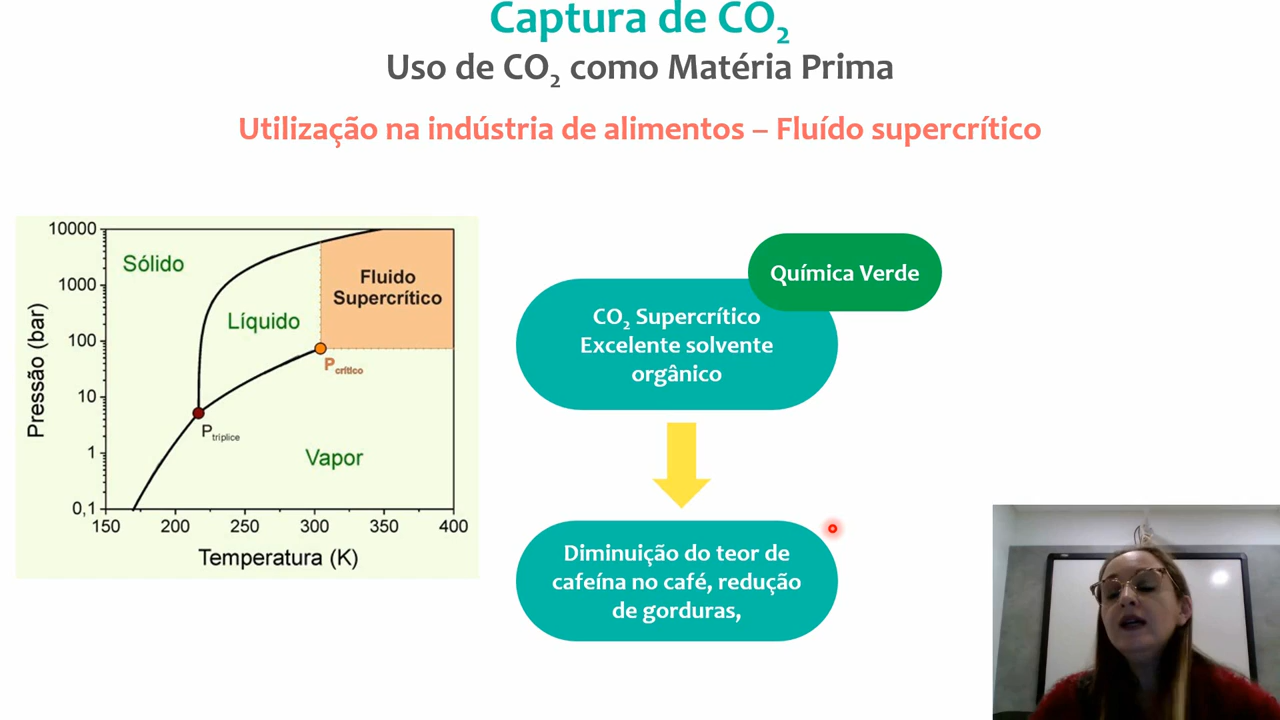 Captura de CO₂
Uso de CO₂ como Matéria Prima
Utilização na indústria de alimentos – Fluído supercrítico
10000
1000
100
10
1
0,1
Pressão (bar)
Sólido
Líquido
Fluido
Supercrítico
P crítico
P tríplice
Vapor
150
200
250
300
350
400
Temperatura (K)
Química Verde
CO₂ Supercrítico
Excelente solvente
orgânico
Diminuição do teor de
cafeína no café, redução
de gorduras,